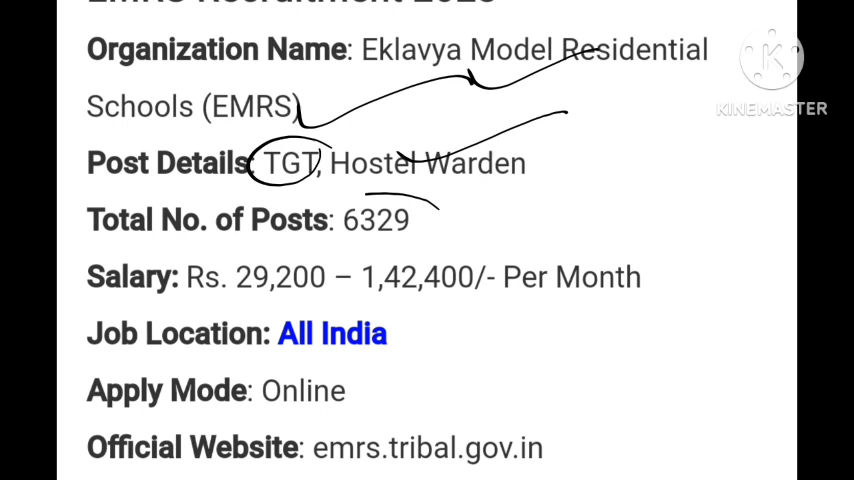 Organization Name: Eklavya Model Residential
Schools (EMRS)
Post Details: TGT, Hostel Warden
Total No. of Posts: 6329
Salary: Rs. 29,200 – 1,42,400/- Per Month
Job Location: All India
Apply Mode: Online
Official Website: emrs.tribal.gov.in
K
KINEMASTER